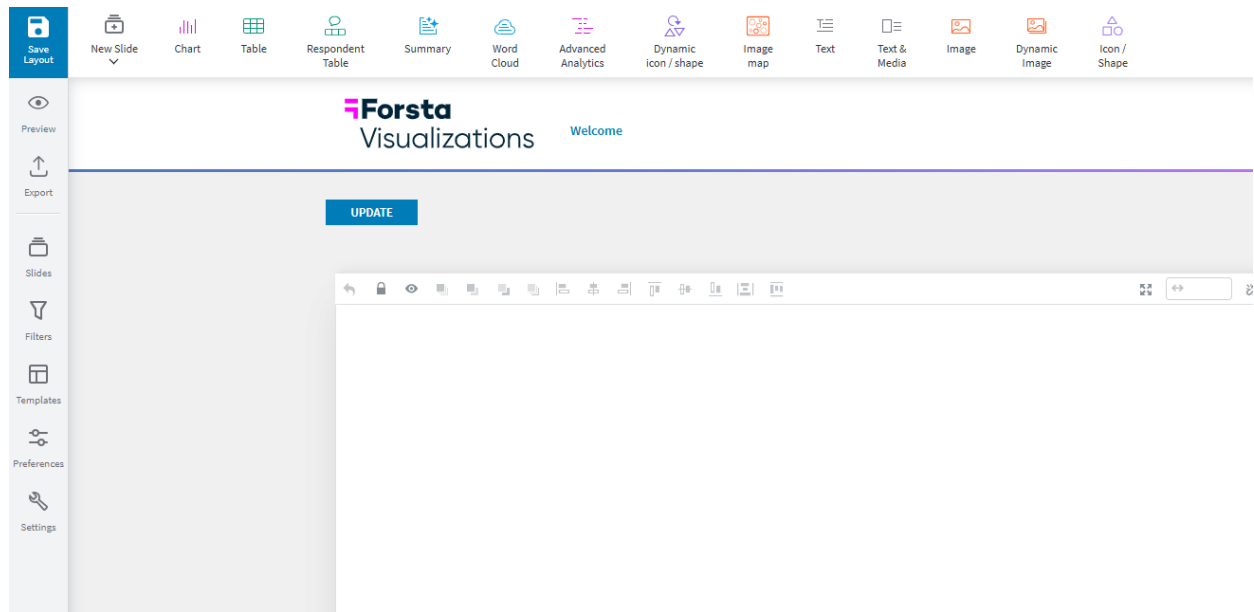 Save
Layout
New Slide
Chart
Table
Respondent
Table
Summary
Word
Cloud
Advanced
Analytics
Dynamic
icon / shape
Image
map
Text
Text &
Media
Image
Dynamic
Image
Icon /
Shape
Preview
Export
Slides
Filters
Templates
Preferences
Settings
Forsta
Visualizations
Welcome
UPDATE